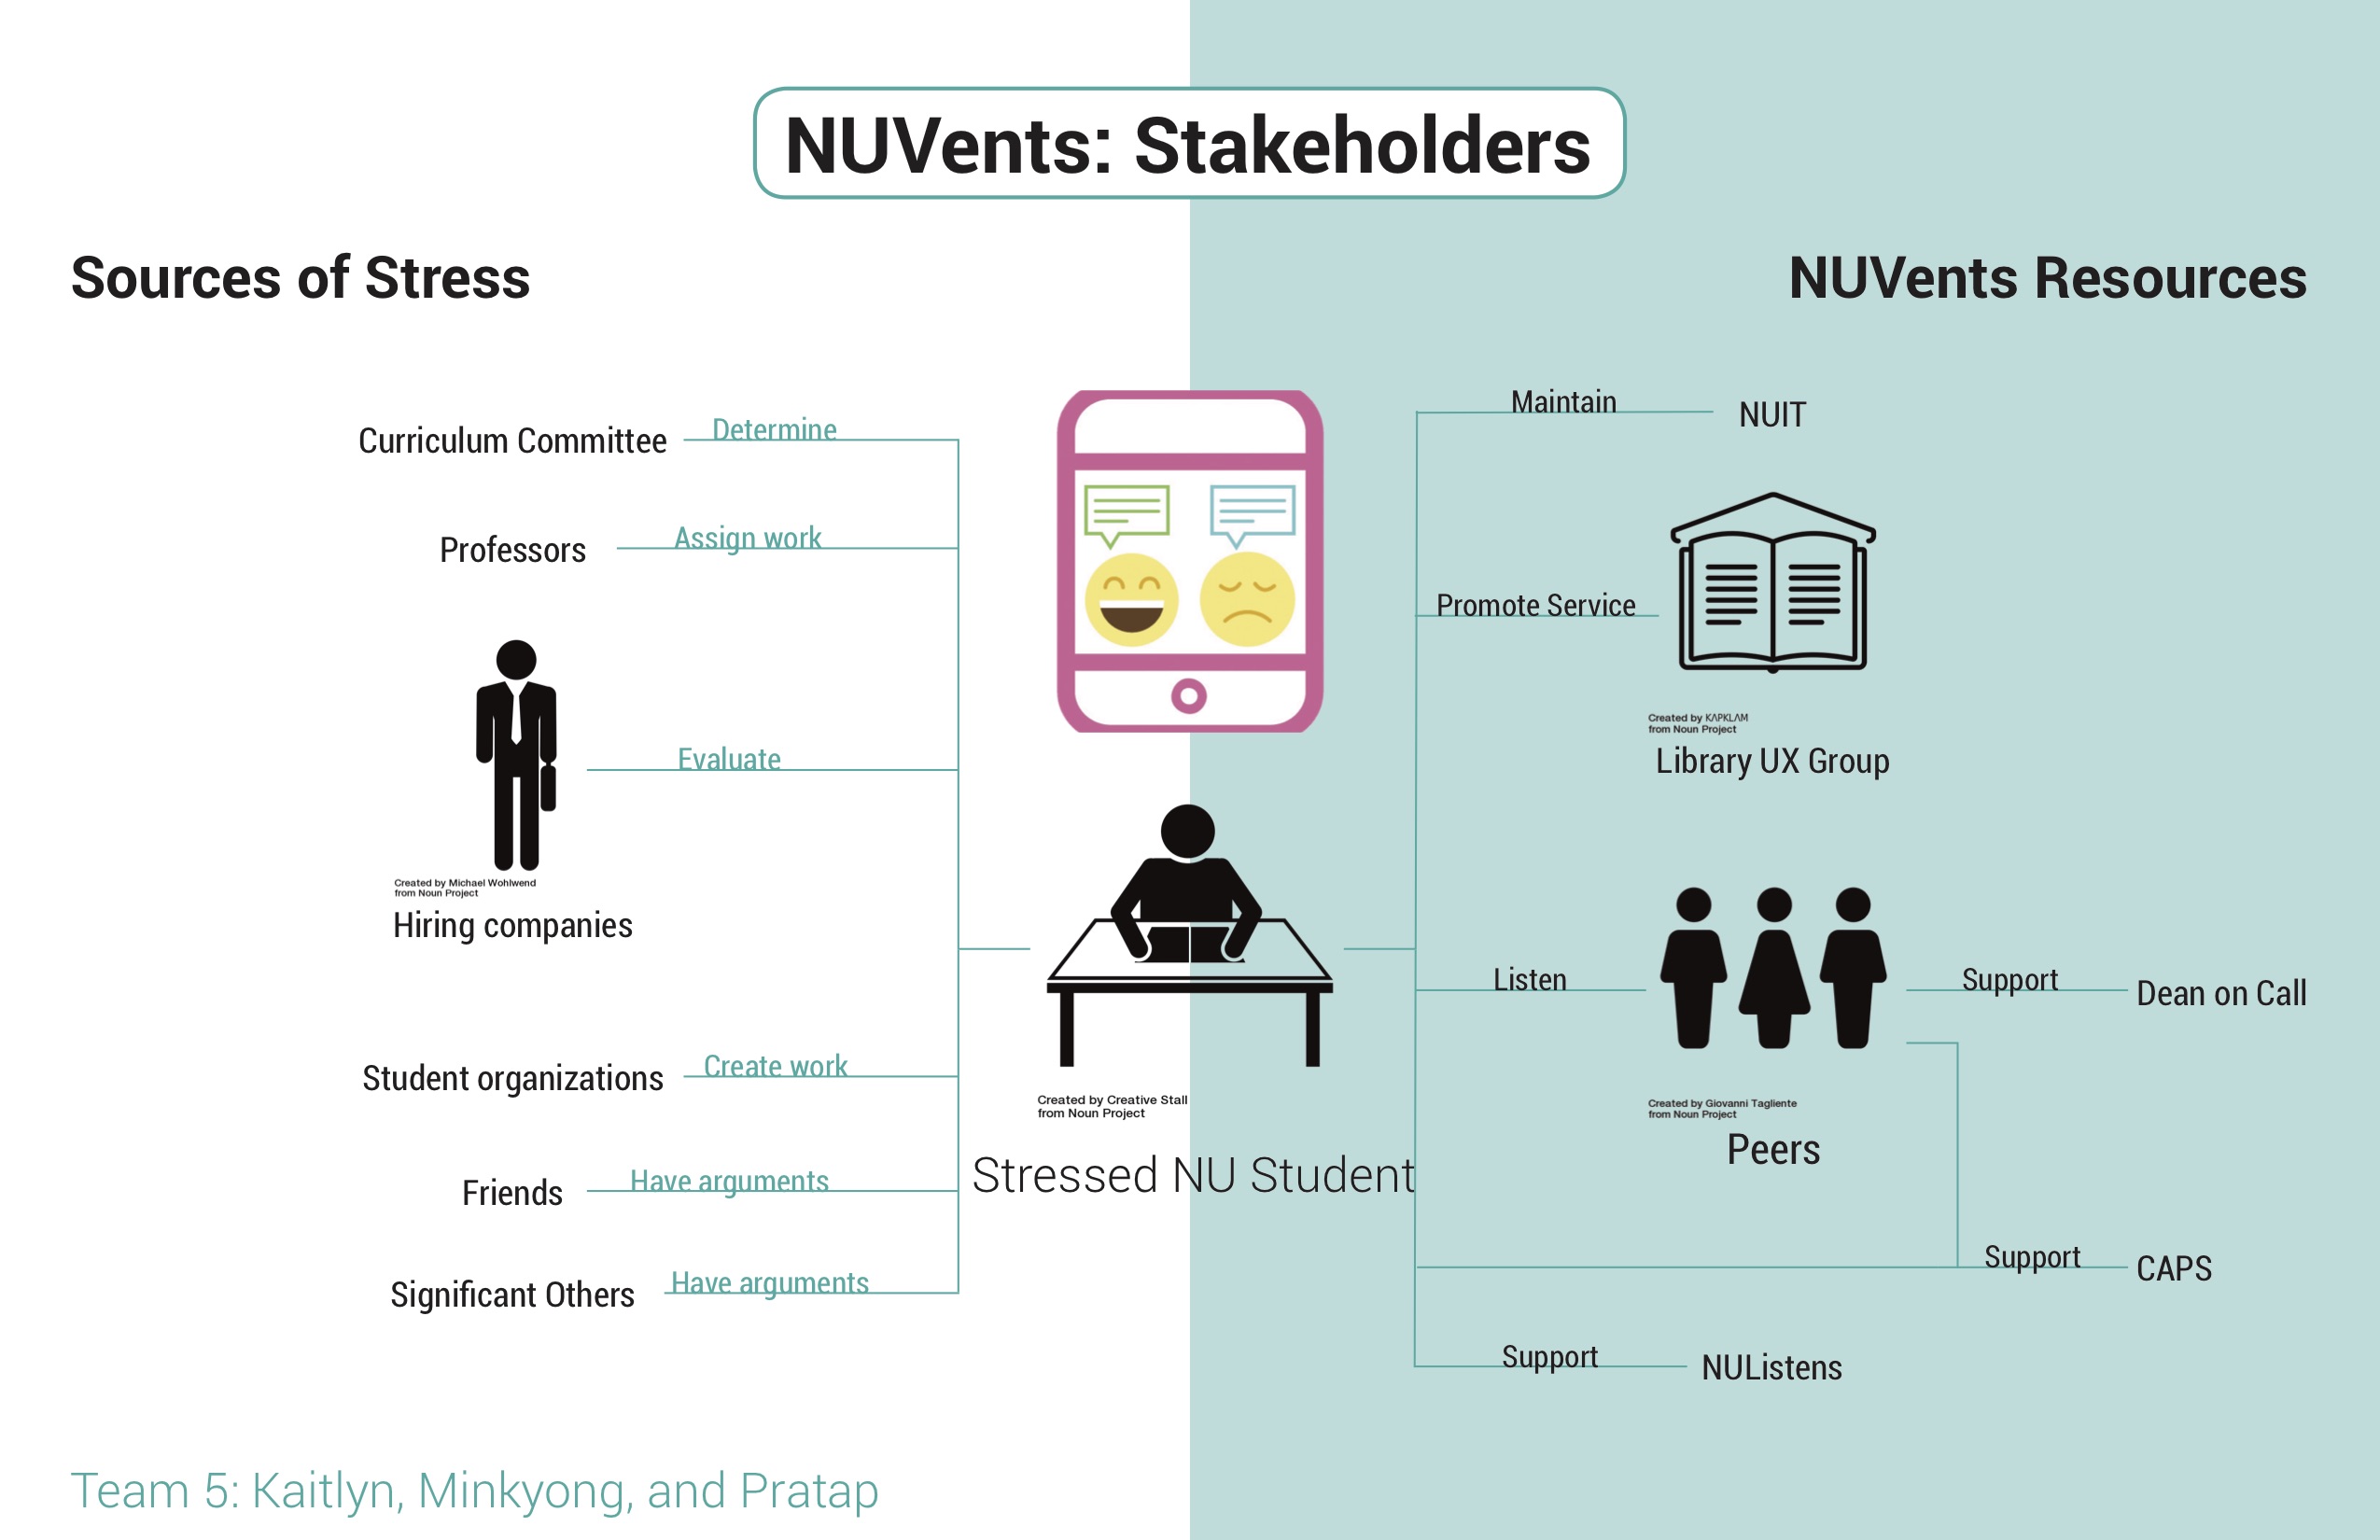 NUVents: Stakeholders
Sources of Stress
Curriculum Committee
Determine
Professors
Assign work
Evaluate
Created by Michael Wohlwend
from Noun Project
Hiring companies
Student organizations
Create work
Friends
Have arguments
Significant Others
Have arguments
Created by Creative Stall
from Noun Project
Stressed NU Student
NUVents Resources
Maintain
NUIT
Promote Service
Created by KΛPKLΛM
from Noun Project
Library UX Group
Listen
Created by Giovanni Tagliente
from Noun Project
Peers
Support
Dean on Call
Support
CAPS
Support
NUListens
Team 5: Kaitlyn, Minkyong, and Pratap